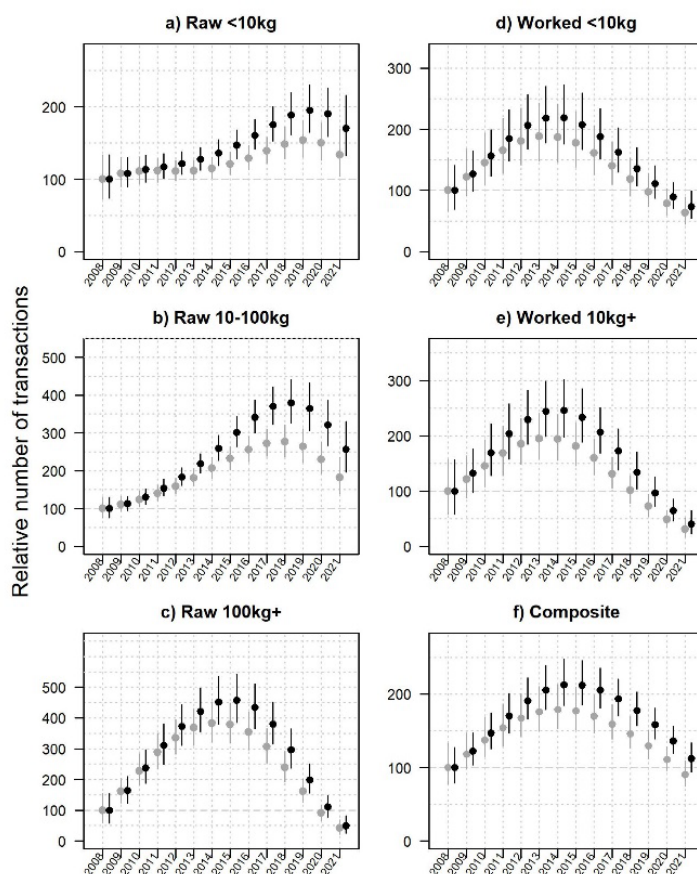 a) Raw <10kg
200
100
0
2008 2009 2010 2011 2012 2013 2014 2015 2016 2017 2018 2019 2020 2021
b) Raw 10-100kg
500
400
300
200
100
0
2008 2009 2010 2011 2012 2013 2014 2015 2016 2017 2018 2019 2020 2021
c) Raw 100kg+
600
500
400
300
200
100
0
2008 2009 2010 2011 2012 2013 2014 2015 2016 2017 2018 2019 2020 2021
d) Worked <10kg
300
200
100
0
2008 2009 2010 2011 2012 2013 2014 2015 2016 2017 2018 2019 2020 2021
e) Worked 10kg+
300
200
100
0
2008 2009 2010 2011 2012 2013 2014 2015 2016 2017 2018 2019 2020 2021
f) Composite
200
100
0
2008 2009 2010 2011 2012 2013 2014 2015 2016 2017 2018 2019 2020 2021
Relative number of transactions